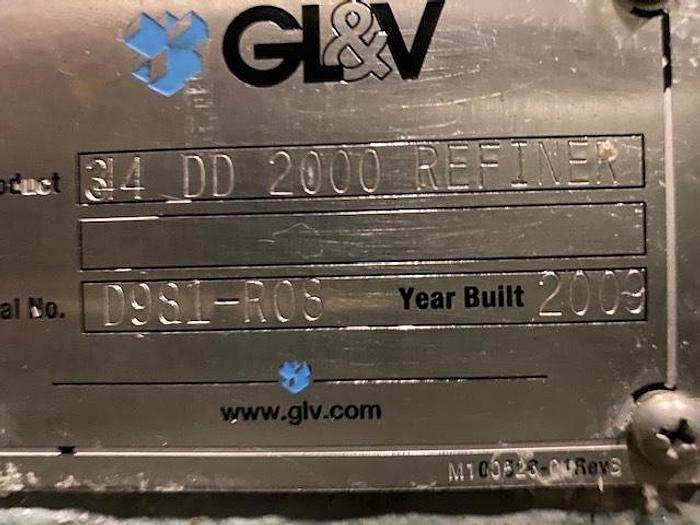 GL&V
oduct 34 DD 2000 REFINER
al No. D981-R08 Year Built 2009
www.glv.com